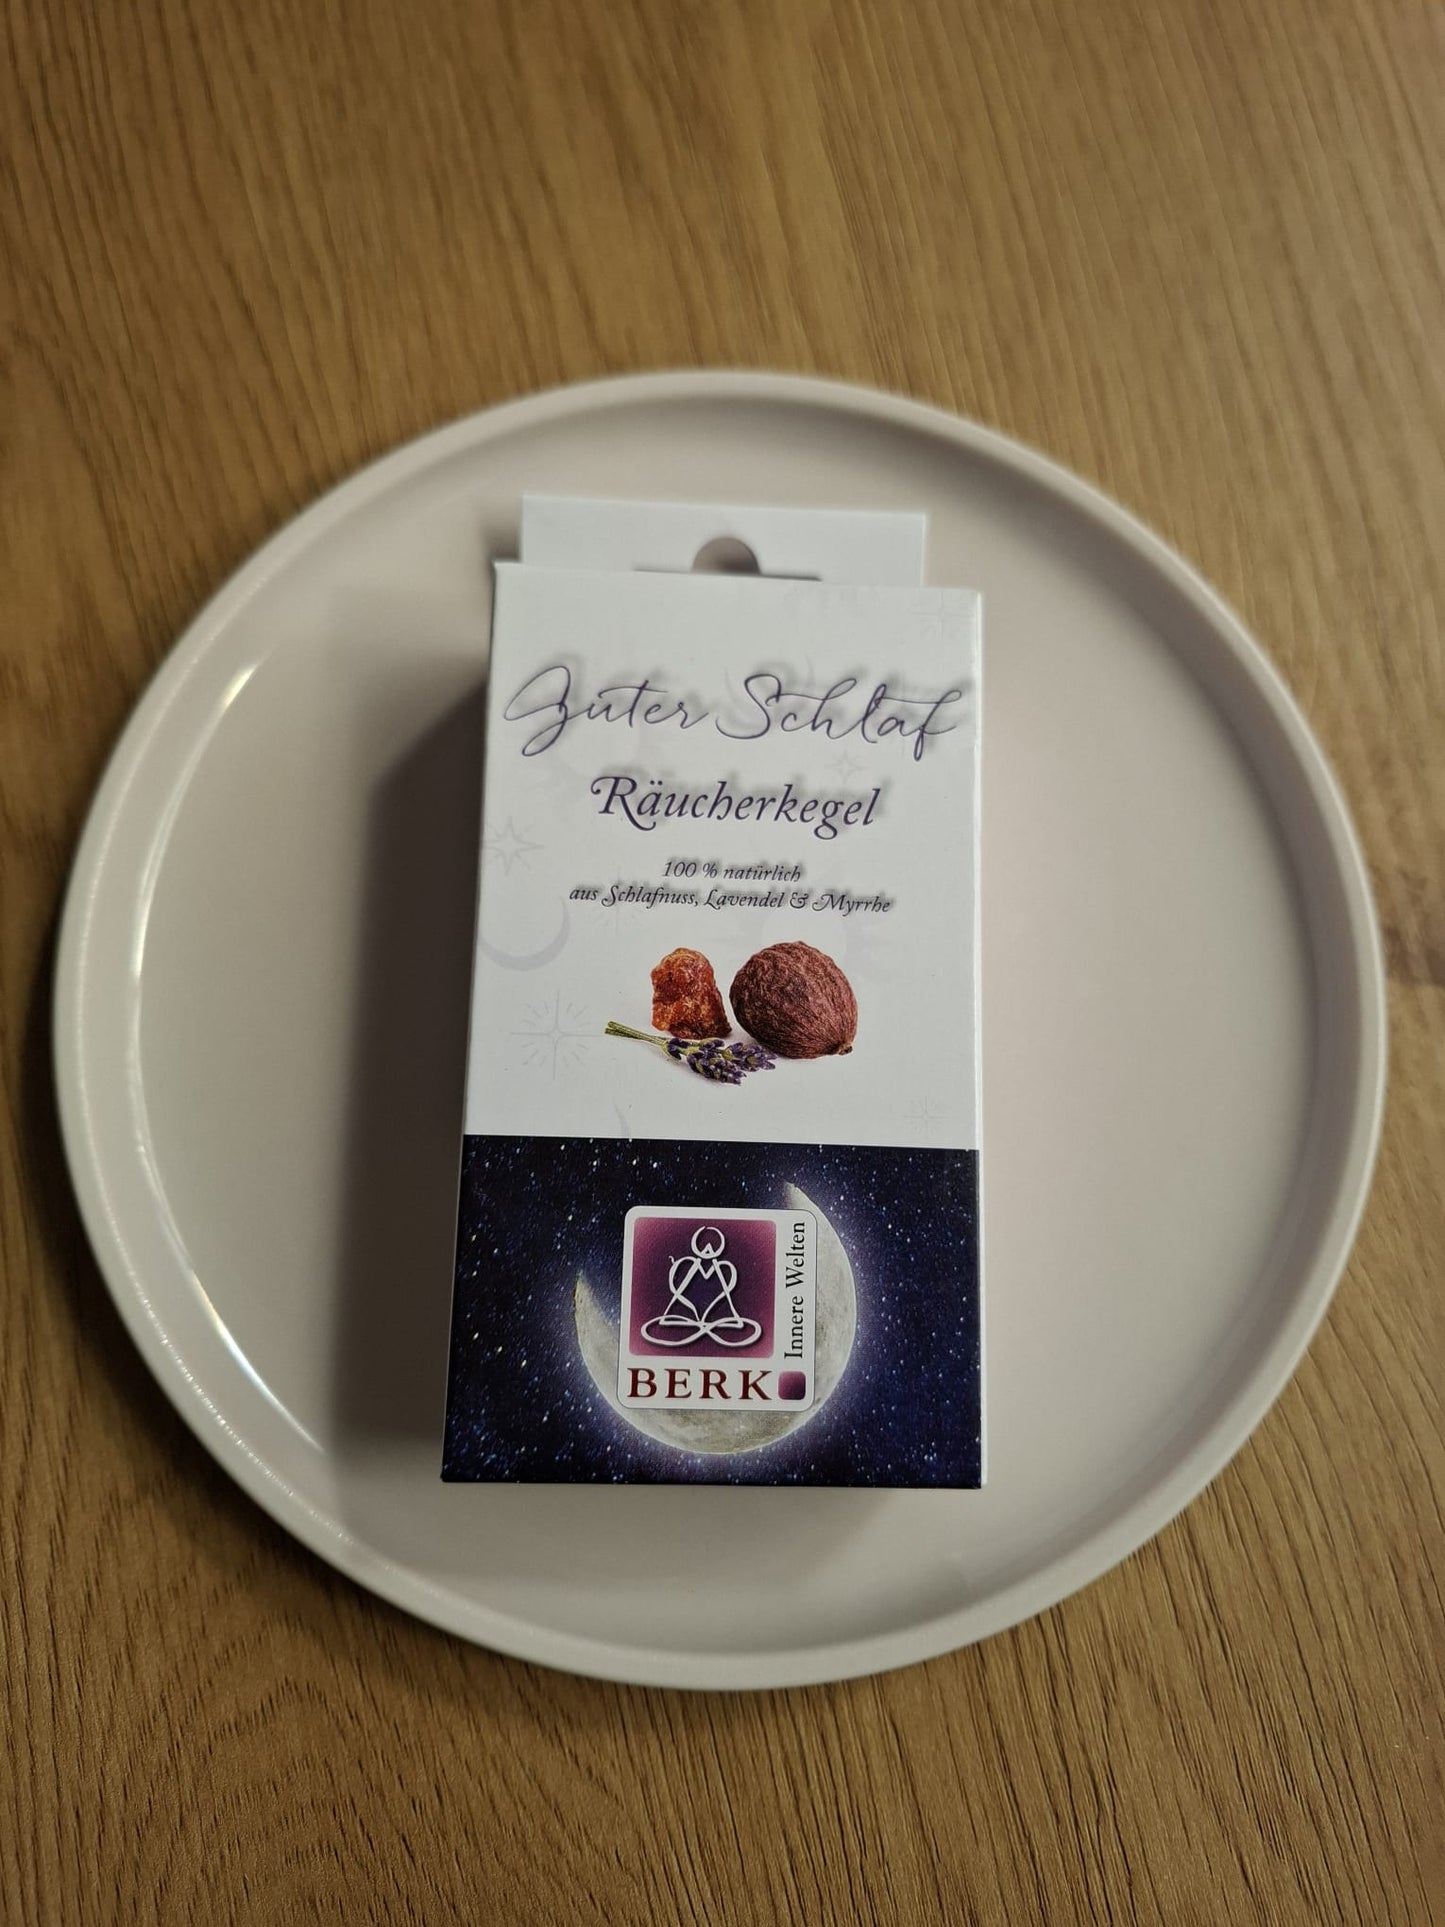 Guter Schlaf
Räucherkegel
100 % natürlich
aus Schlafnuss, Lavendel & Myrrhe
Innere Welten
BERK